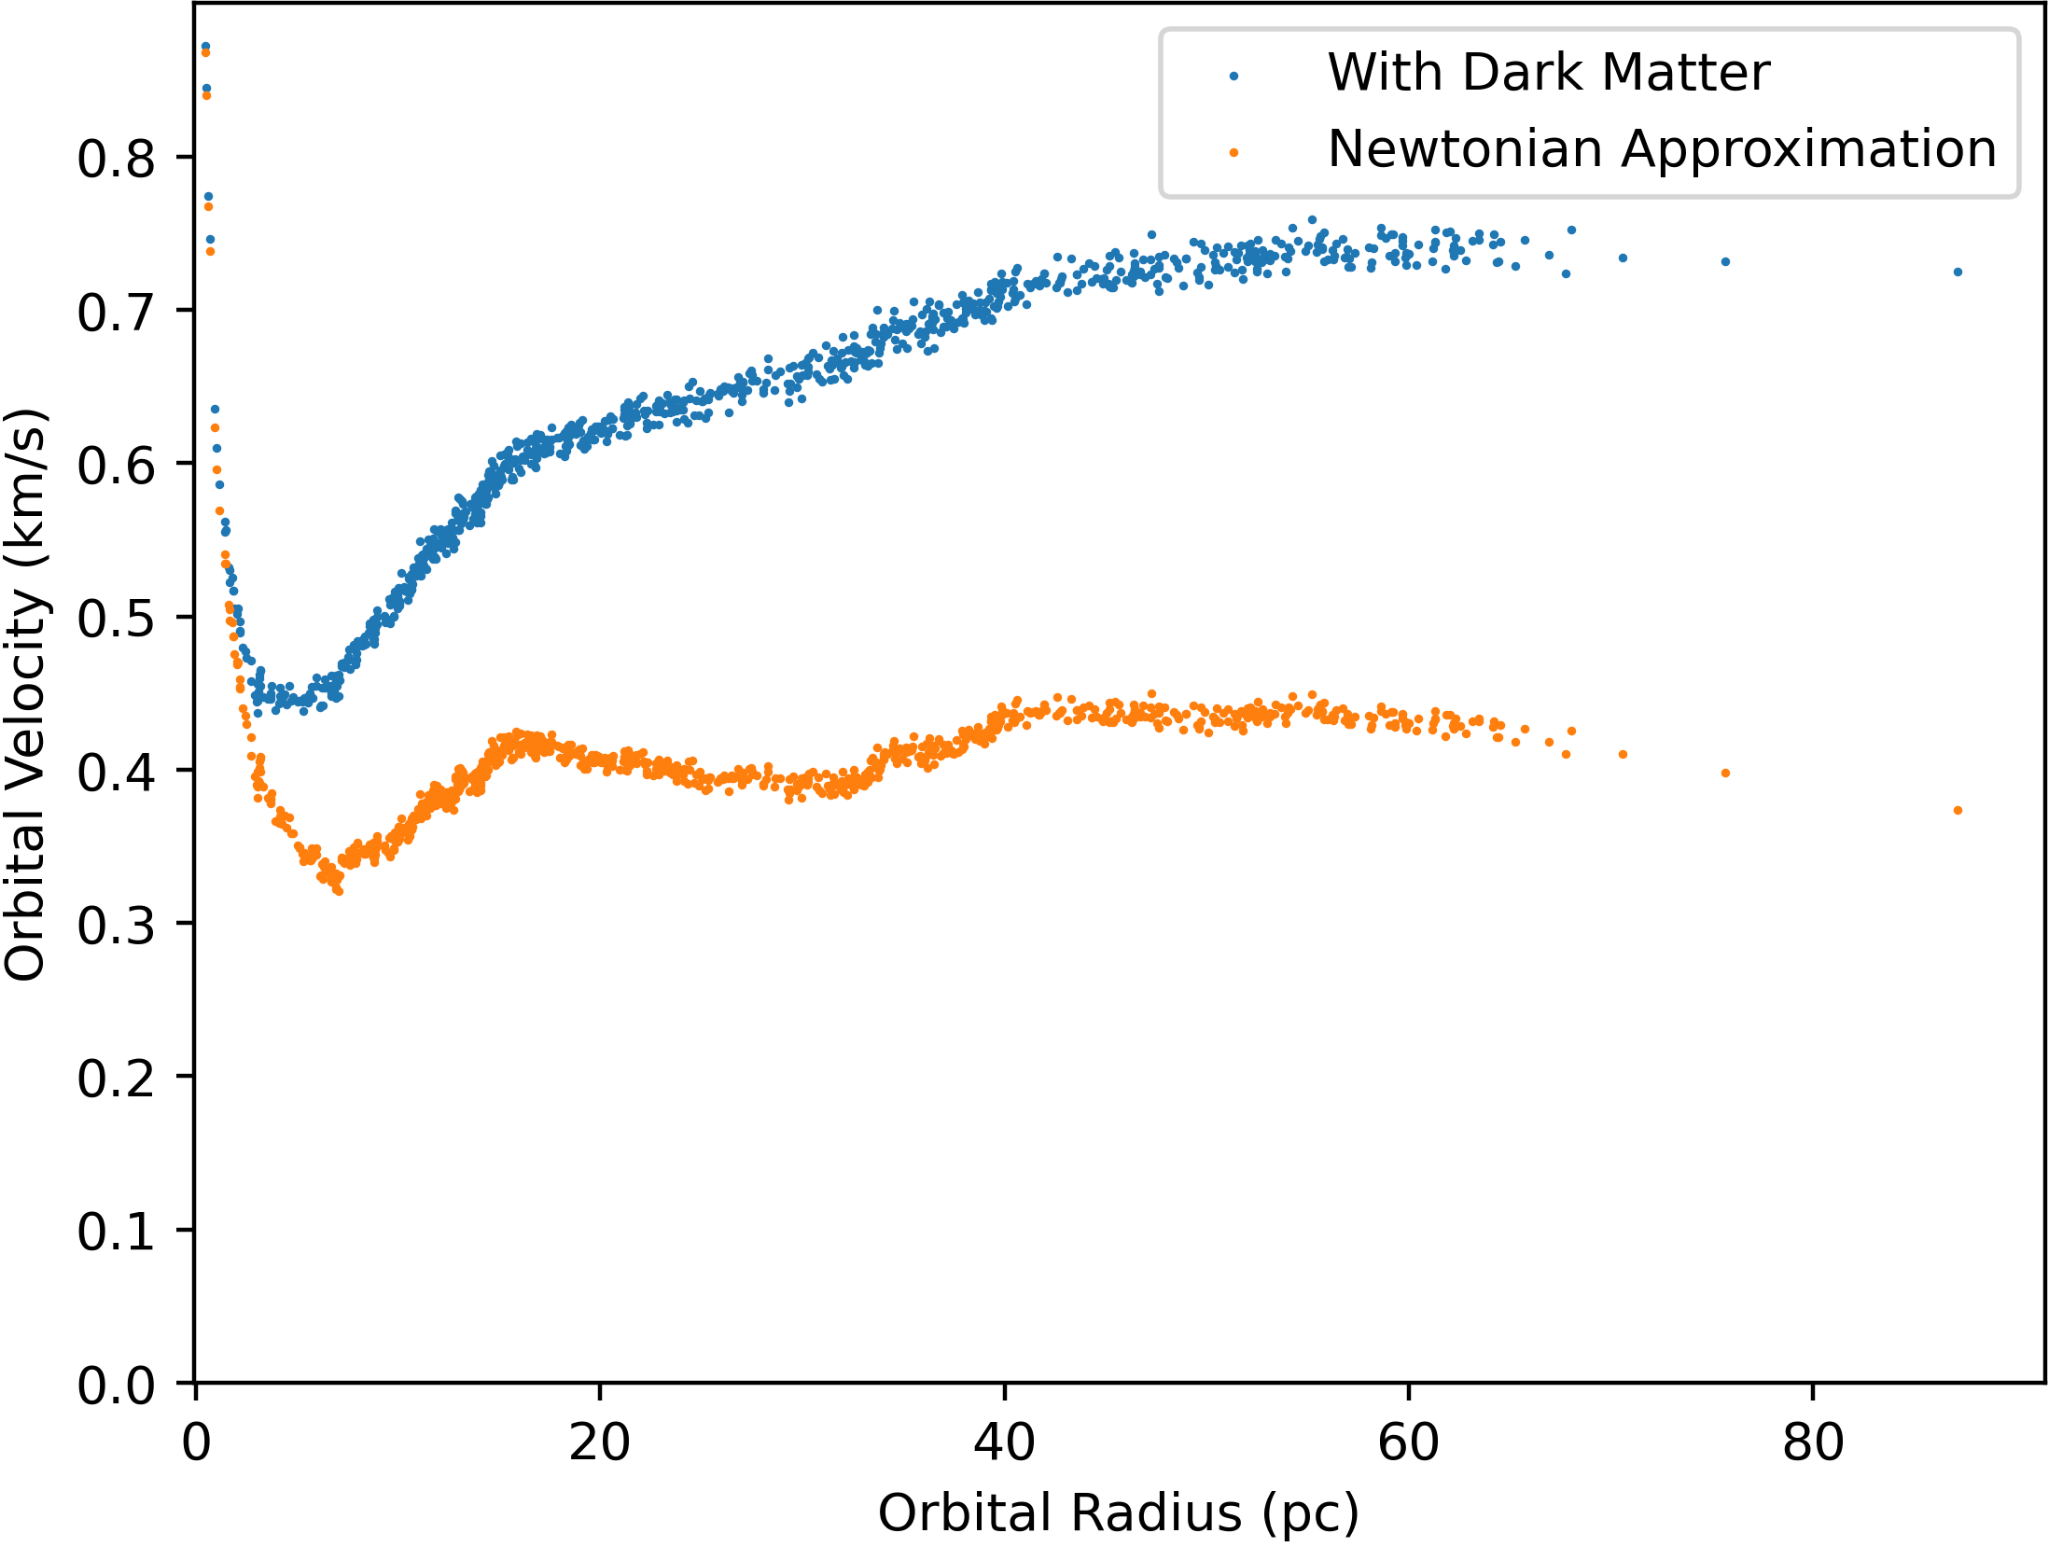 With Dark Matter
Newtonian Approximation
Orbital Velocity (km/s)
0.8
0.7
0.6
0.5
0.4
0.3
0.2
0.1
0.0
0 20 40 60 80
Orbital Radius (pc)